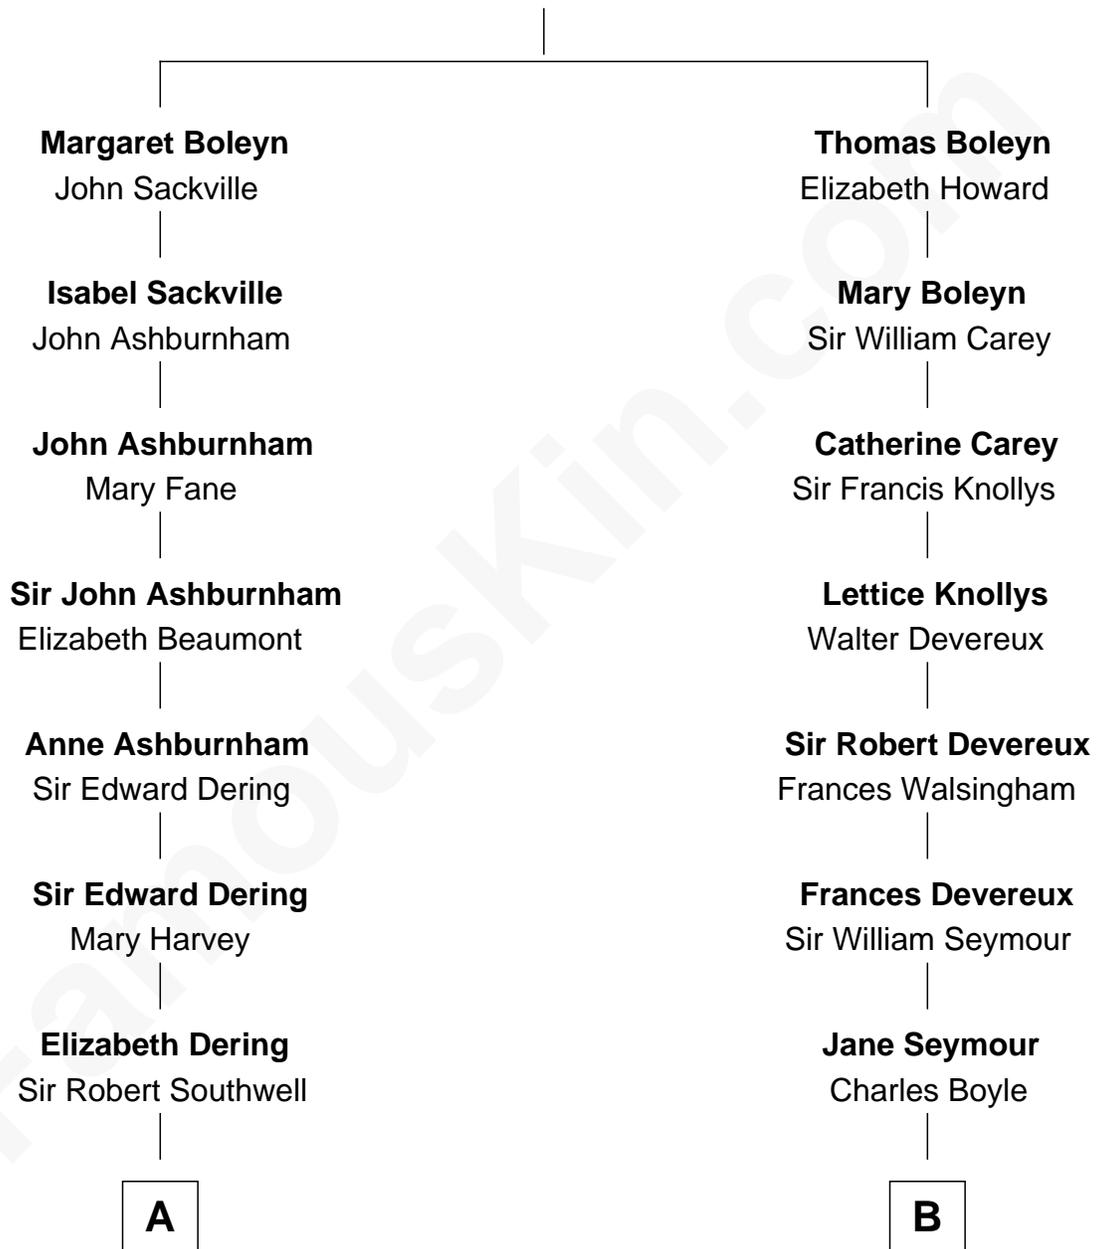 Margaret Boleyn
John Sackville
Isabel Sackville
John Ashburnham
John Ashburnham
Mary Fane
Sir John Ashburnham
Elizabeth Beaumont
Anne Ashburnham
Sir Edward Dering
Sir Edward Dering
Mary Harvey
Elizabeth Dering
Sir Robert Southwell
A
Thomas Boleyn
Elizabeth Howard
Mary Boleyn
Sir William Carey
Catherine Carey
Sir Francis Knollys
Lettice Knollys
Walter Devereux
Sir Robert Devereux
Frances Walsingham
Frances Devereux
Sir William Seymour
Jane Seymour
Charles Boyle
B
FamousKin.com